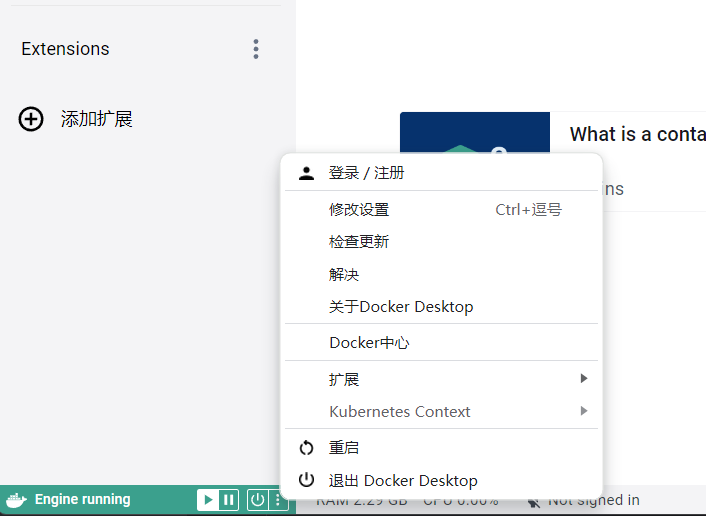 Extensions
添加扩展
What is a conta
ins
登录 / 注册
修改设置 Ctrl+逗号
检查更新
解决
关于Docker Desktop
Docker中心
扩展
Kubernetes Context
重启
退出 Docker Desktop
Engine running
RAM 2.29 GB CPU 0.00% Not signed in